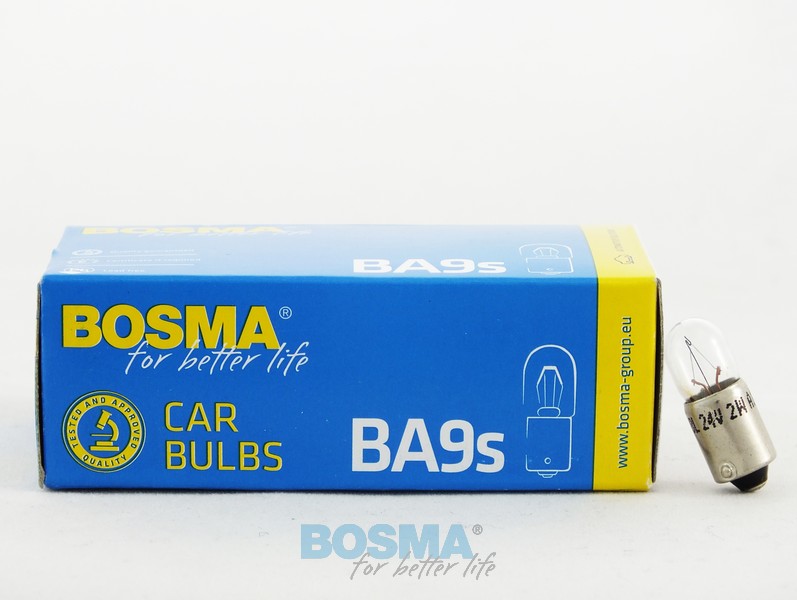 BOSMA
BA9s
BOSMA®
for better life
TESTED AND APPROVED
QUALITY
CAR
BULBS
BA9s
www.bosma-group.eu
24V 2W
BOSMA®
for better life